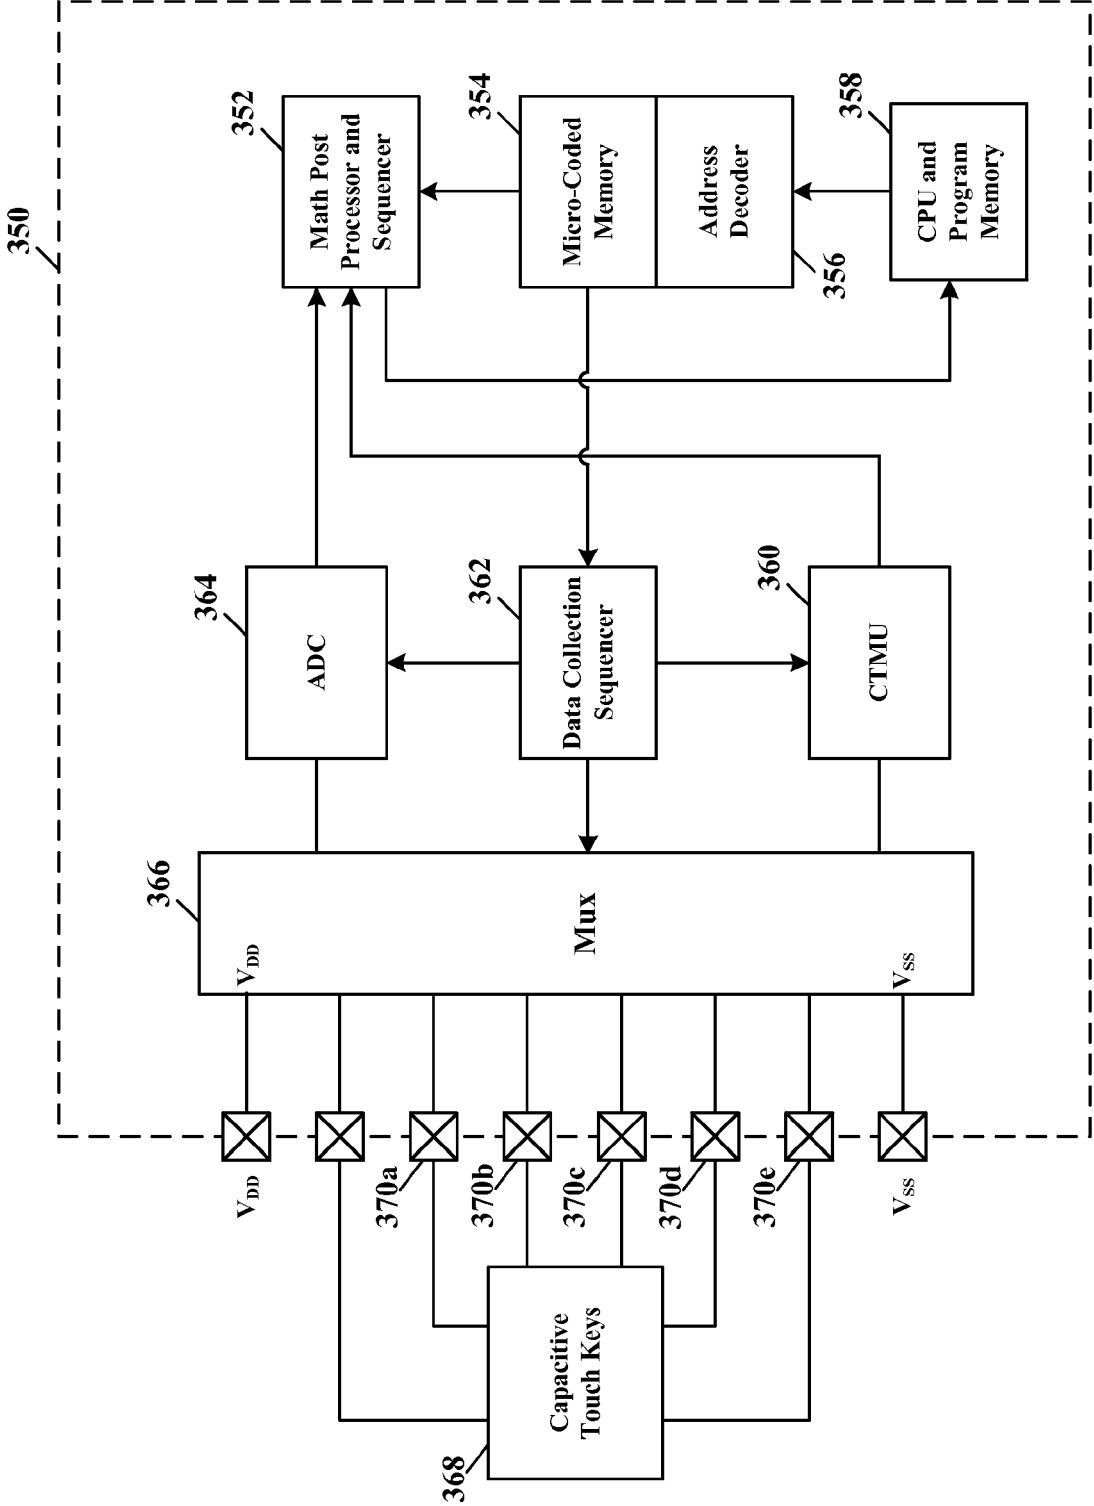 350
352
Math Post
Processor and
Sequencer
354
Micro-Coded
Memory
Address
Decoder
356
358
CPU and
Program
Memory
364
ADC
362
Data Collection
Sequencer
360
CTMU
366
VDD
Mux
VSS
VDD
370a
370b
370c
370d
370e
VSS
368
Capacitive
Touch Keys